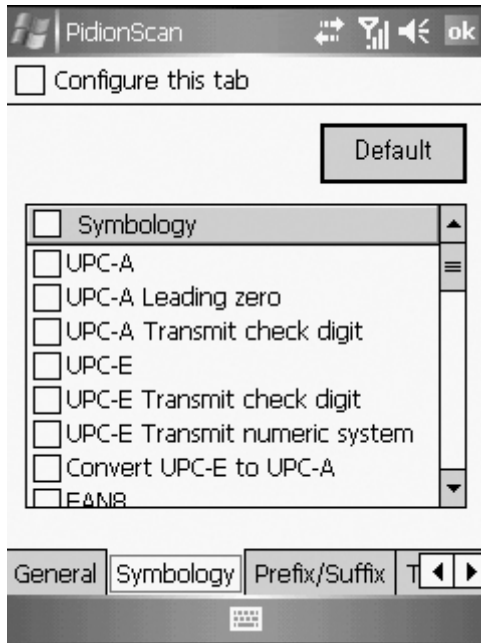 PidionScan ok
Configure this tab
Default
Symbology
UPC-A
UPC-A Leading zero
UPC-A Transmit check digit
UPC-E
UPC-E Transmit check digit
UPC-E Transmit numeric system
Convert UPC-E to UPC-A
EAN8
General Symbology Prefix/Suffix T